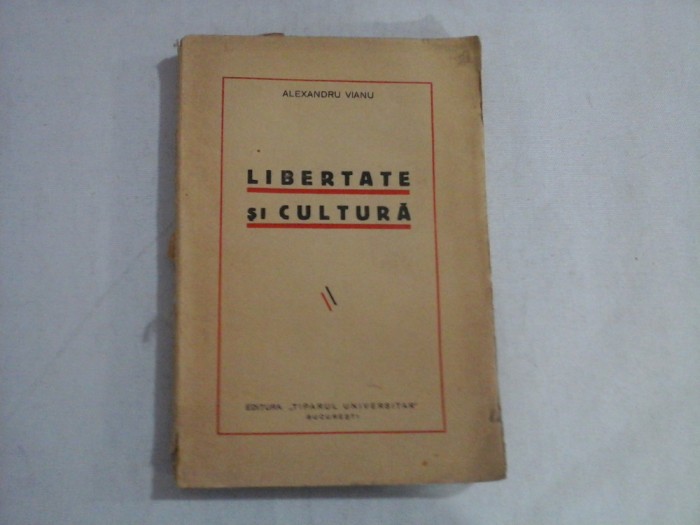 ALEXANDRU VIANU
LIBERTATE
ȘI CULTURĂ
EDITURA „TIPARUL UNIVERSITAR”
BUCUREȘTI